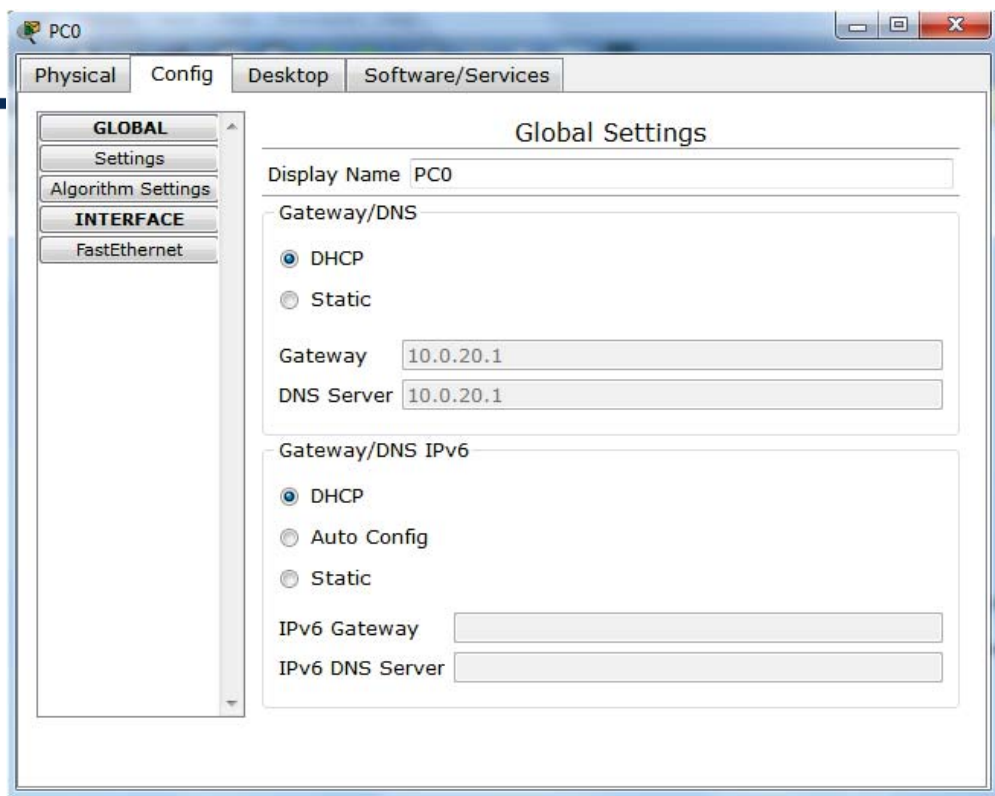 PC0
Physical Config Desktop Software/Services
GLOBAL
Settings
Algorithm Settings
INTERFACE
FastEthernet
Global Settings
Display Name PC0
Gateway/DNS
DHCP
Static
Gateway 10.0.20.1
DNS Server 10.0.20.1
Gateway/DNS IPv6
DHCP
Auto Config
Static
IPv6 Gateway
IPv6 DNS Server